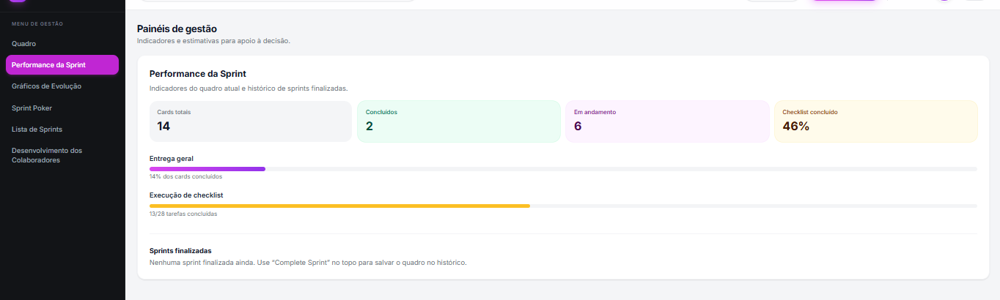 MENU DE GESTÃO
Quadro
Performance da Sprint
Gráficos de Evolução
Sprint Poker
Lista de Sprints
Desenvolvimento dos
Colaboradores
Painéis de gestão
Indicadores e estimativas para apoio à decisão.
Performance da Sprint
Indicadores do quadro atual e histórico de sprints finalizadas.
Cards totais
14
Concluídos
2
Em andamento
6
Checklist concluído
46%
Entrega geral
14% dos cards concluídos
Execução de checklist
13/28 tarefas concluídas
Sprints finalizadas
Nenhuma sprint finalizada ainda. Use “Complete Sprint” no topo para salvar o quadro no histórico.